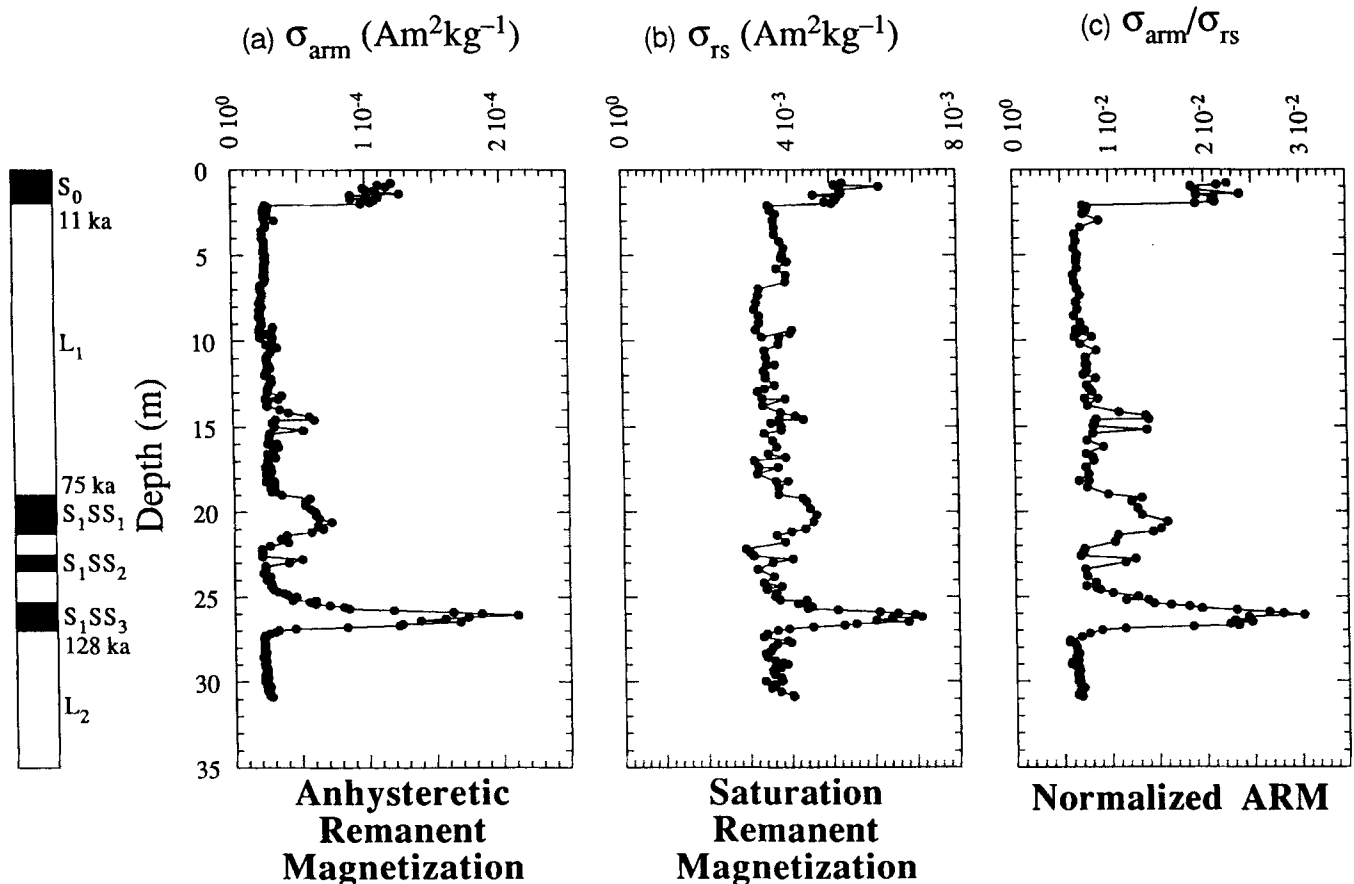 (a) σarm (Am²kg⁻¹)
(b) σrs (Am²kg⁻¹)
(c) σarm/σrs
0 10⁰
1 10⁻⁴
2 10⁻⁴
0 10⁰
4 10⁻³
8 10⁻³
0 10⁰
1 10⁻²
2 10⁻²
3 10⁻²
S₀
11 ka
L₁
75 ka
S₁SS₁
S₁SS₂
S₁SS₃
128 ka
L₂
Depth (m)
0
5
10
15
20
25
30
35
Anhysteretic
Remanent
Magnetization
Saturation
Remanent
Magnetization
Normalized ARM